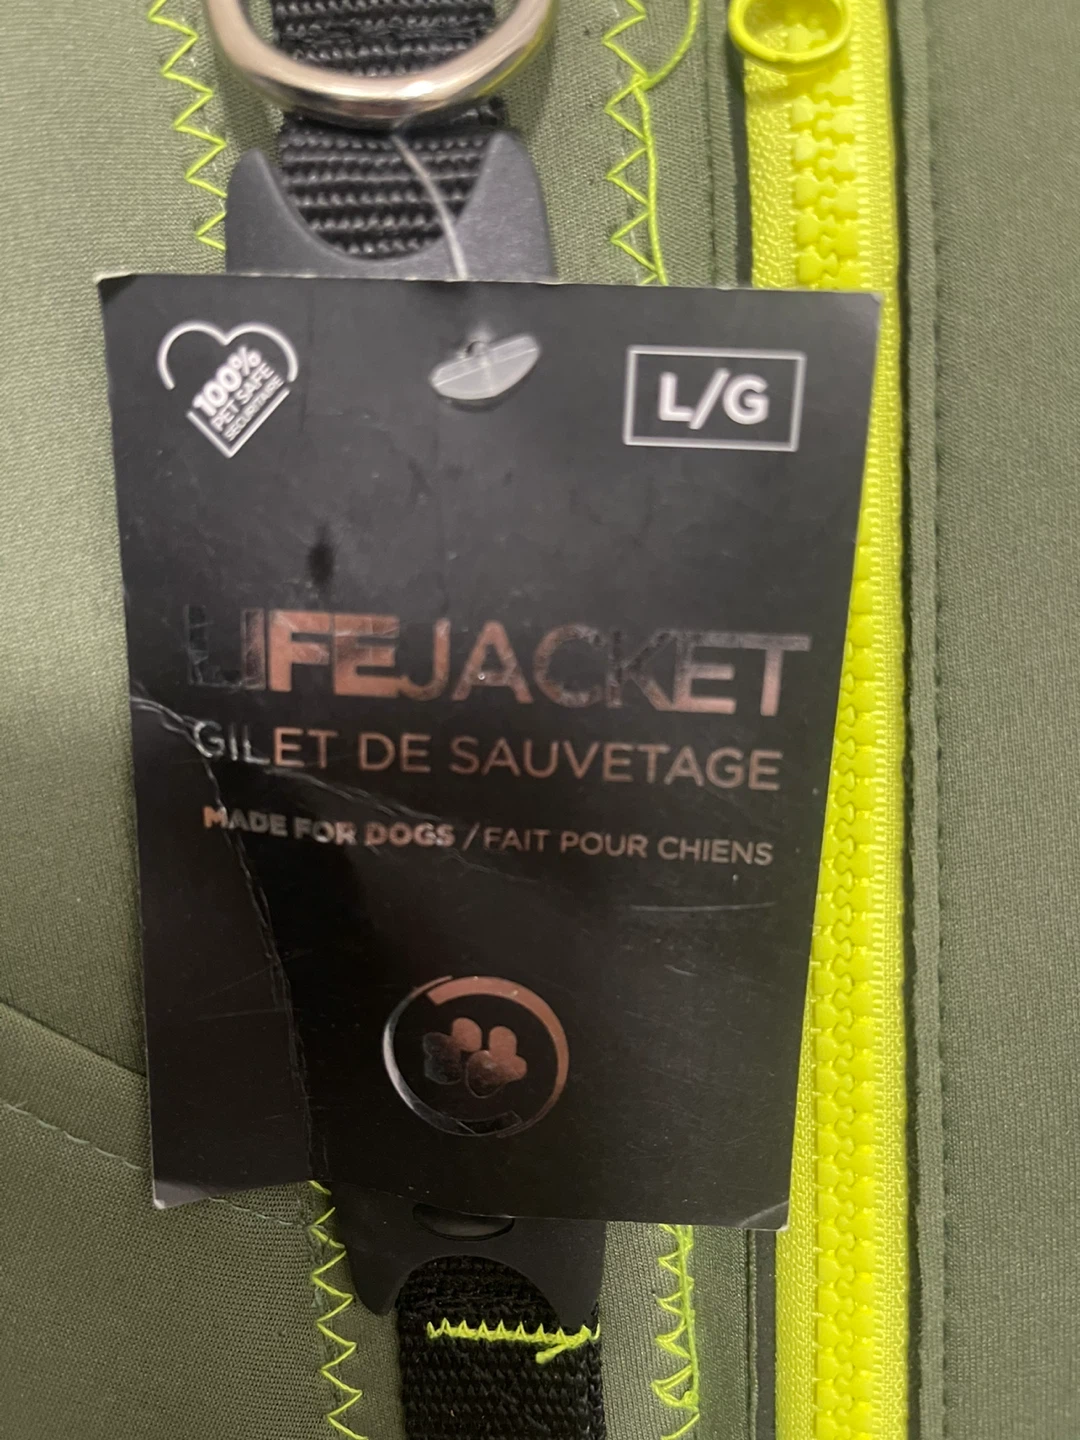 100%
PET SAFE
SÉCURITAIRE
L/G
LIFEJACKET
GILET DE SAUVETAGE
MADE FOR DOGS / FAIT POUR CHIENS